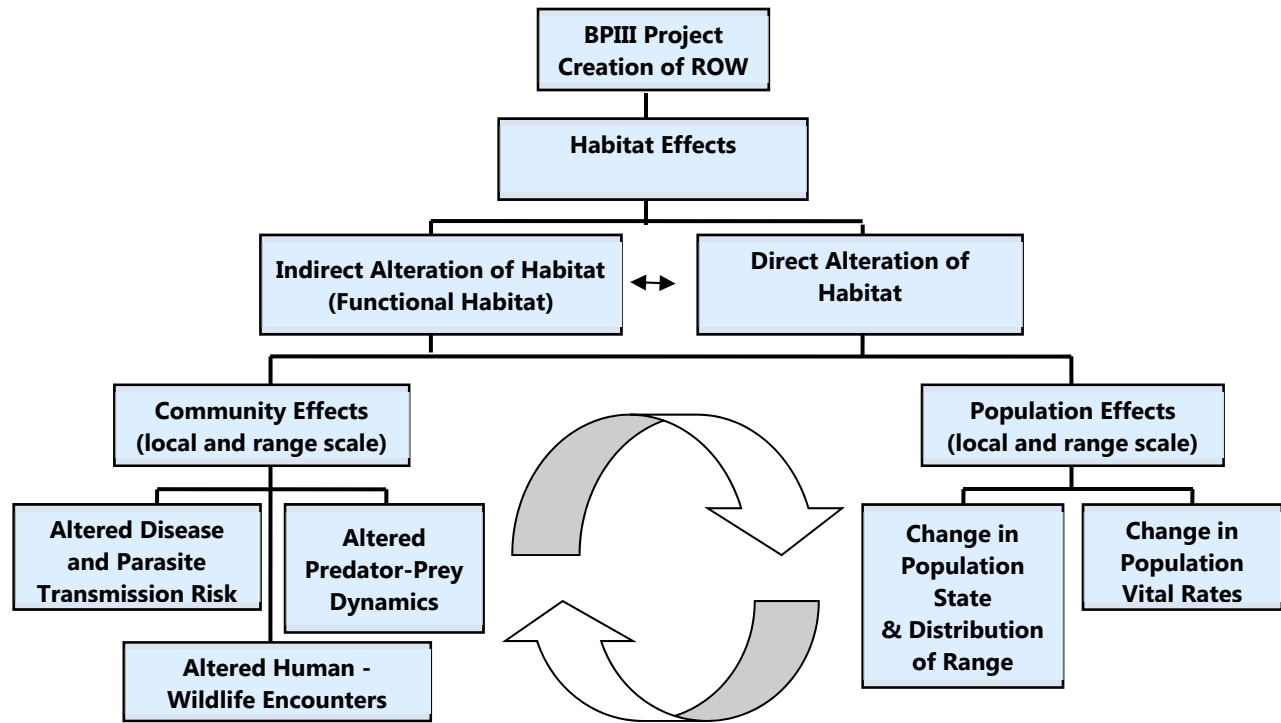 BPIII Project
Creation of ROW
Habitat Effects
Indirect Alteration of Habitat
(Functional Habitat)
Direct Alteration of
Habitat
Community Effects
(local and range scale)
Population Effects
(local and range scale)
Altered Disease
and Parasite
Transmission Risk
Altered
Predator-Prey
Dynamics
Altered Human -
Wildlife Encounters
Change in
Population
State
& Distribution
of Range
Change in
Population
Vital Rates